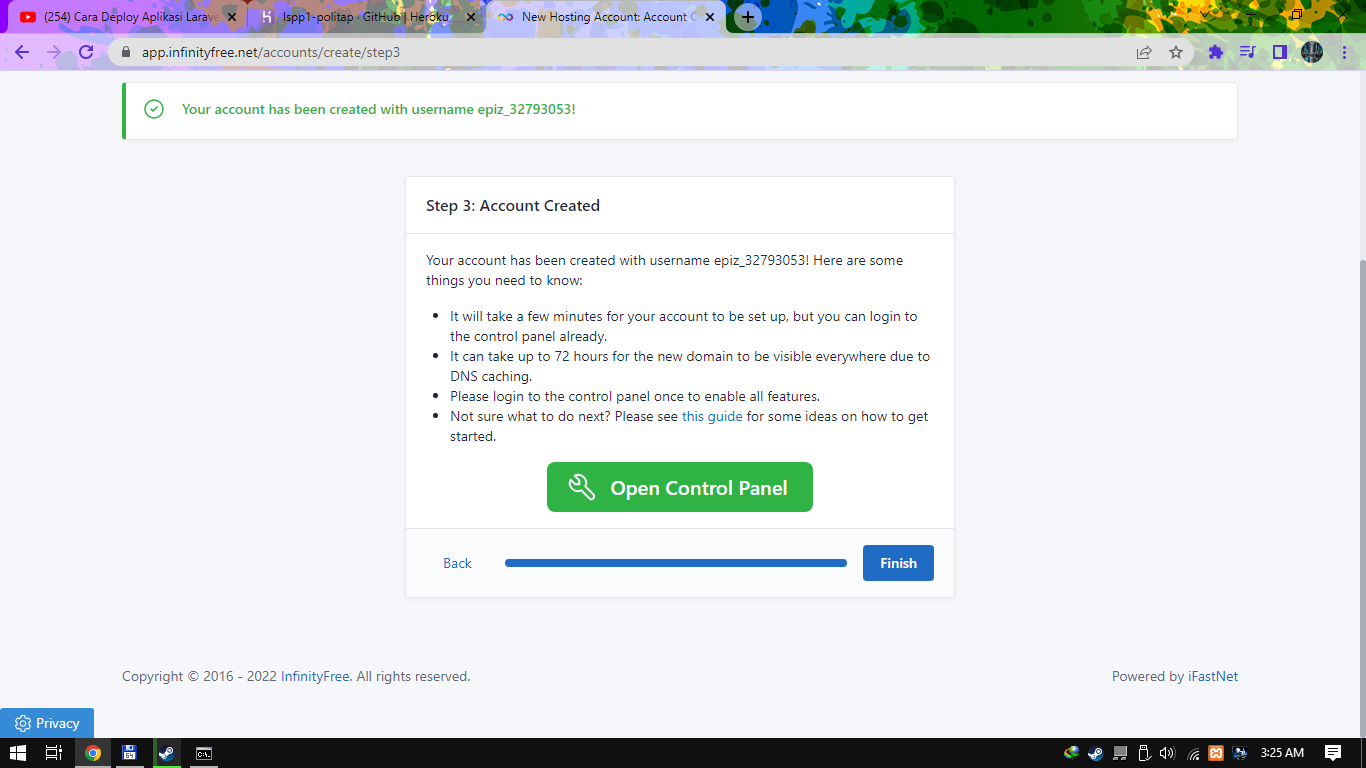 (254) Cara Deploy Aplikasi Larave
lspp1-politap · GitHub | Heroku
New Hosting Account: Account C
app.infinityfree.net/accounts/create/step3
Your account has been created with username epiz_32793053!
Step 3: Account Created
Your account has been created with username epiz_32793053! Here are some
things you need to know:
It will take a few minutes for your account to be set up, but you can login to
the control panel already.
It can take up to 72 hours for the new domain to be visible everywhere due to
DNS caching.
Please login to the control panel once to enable all features.
Not sure what to do next? Please see this guide for some ideas on how to get
started.
Open Control Panel
Back
Finish
Copyright © 2016 - 2022 InfinityFree. All rights reserved.
Powered by iFastNet
Privacy
64
C:\.
3:25 AM